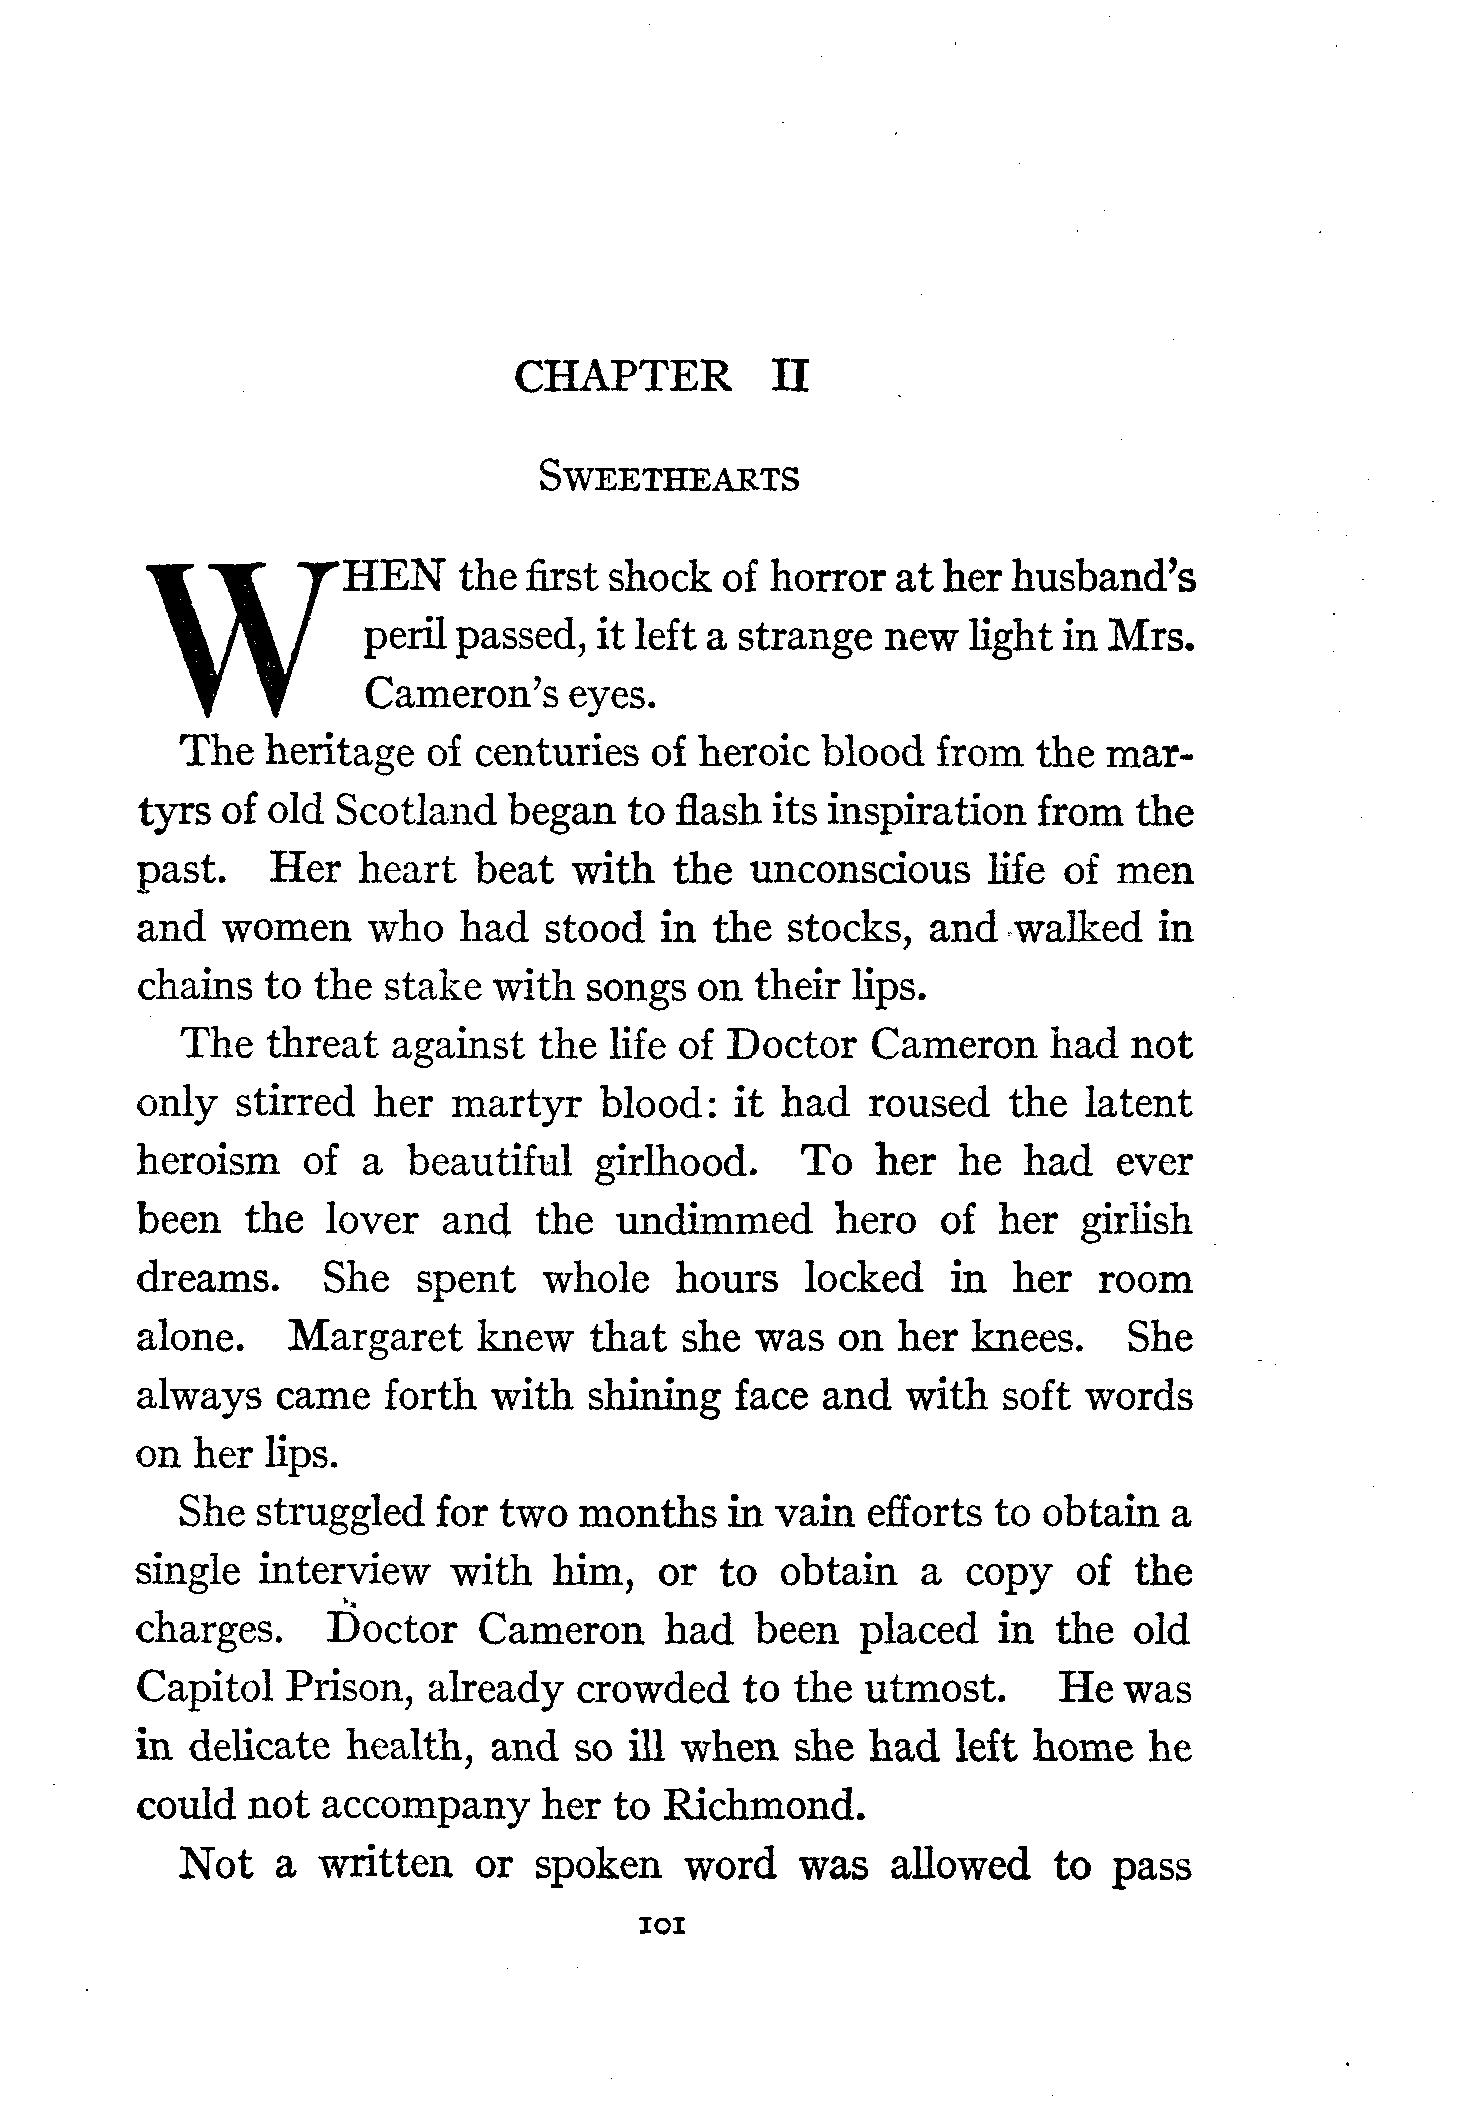 CHAPTER II
SWEETHEARTS
WHEN the first shock of horror at her husband's
peril passed, it left a strange new light in Mrs.
Cameron's eyes.
The heritage of centuries of heroic blood from the mar-
tyrs of old Scotland began to flash its inspiration from the
past. Her heart beat with the unconscious life of men
and women who had stood in the stocks, and walked in
chains to the stake with songs on their lips.
The threat against the life of Doctor Cameron had not
only stirred her martyr blood: it had roused the latent
heroism of a beautiful girlhood. To her he had ever
been the lover and the undimmed hero of her girlish
dreams. She spent whole hours locked in her room
alone. Margaret knew that she was on her knees. She
always came forth with shining face and with soft words
on her lips.
She struggled for two months in vain efforts to obtain a
single interview with him, or to obtain a copy of the
charges. Doctor Cameron had been placed in the old
Capitol Prison, already crowded to the utmost. He was
in delicate health, and so ill when she had left home he
could not accompany her to Richmond.
Not a written or spoken word was allowed to pass
101